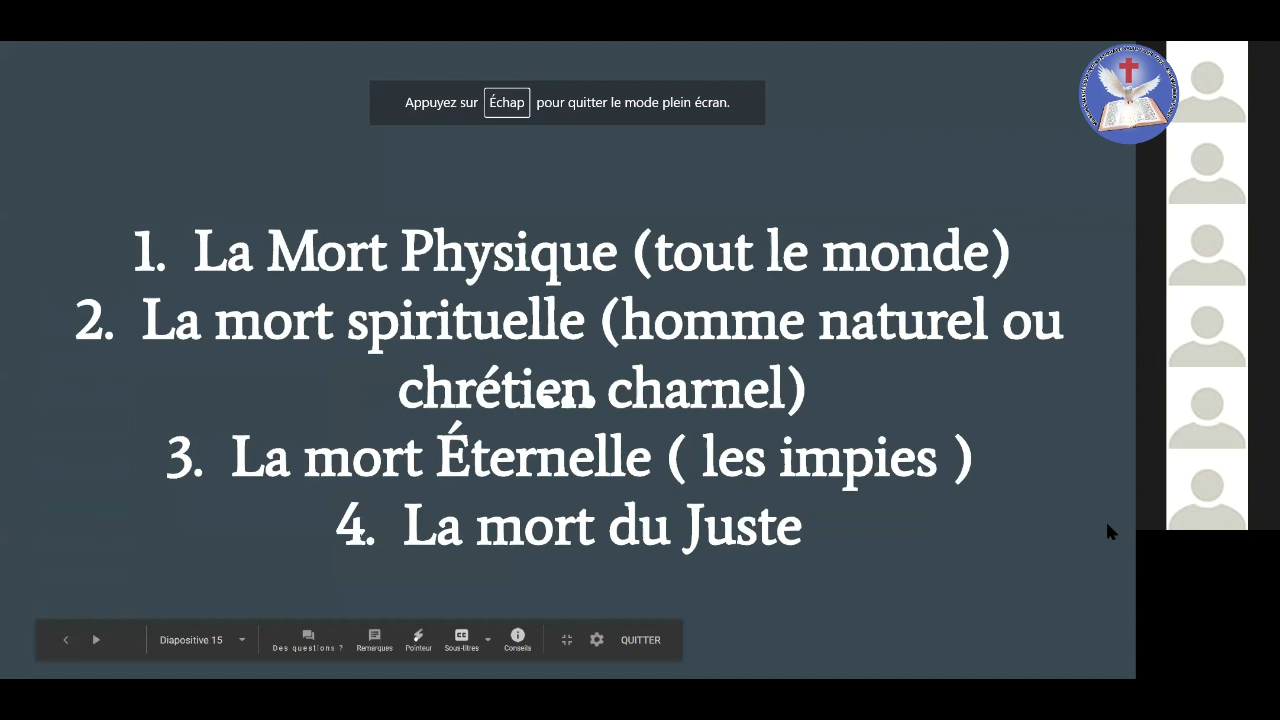 Appuyez sur Échap pour quitter le mode plein écran.
1. La Mort Physique (tout le monde)
2. La mort spirituelle (homme naturel ou
chrétien charnel)
3. La mort Éternelle ( les impies )
4. La mort du Juste
Diapositive 15
Des questions ?
Remarques
Pointeur
Sous-titres
Conseils
QUITTER